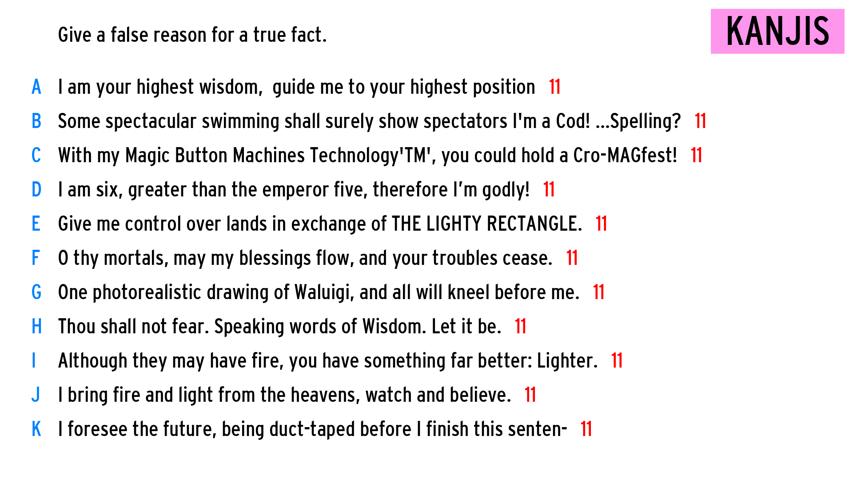 Give a false reason for a true fact.
KANJIS
A I am your highest wisdom,  guide me to your highest position 11
B Some spectacular swimming shall surely show spectators I'm a Cod! ...Spelling? 11
C With my Magic Button Machines Technology'TM', you could hold a Cro-MAGfest! 11
D I am six, greater than the emperor five, therefore I'm godly! 11
E Give me control over lands in exchange of THE LIGHTY RECTANGLE. 11
F O thy mortals, may my blessings flow, and your troubles cease. 11
G One photorealistic drawing of Waluigi, and all will kneel before me. 11
H Thou shall not fear. Speaking words of Wisdom. Let it be. 11
I Although they may have fire, you have something far better: Lighter. 11
J I bring fire and light from the heavens, watch and believe. 11
K I foresee the future, being duct-taped before I finish this senten- 11